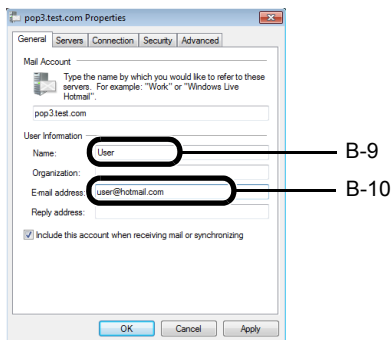 pop3.test.com Properties
General Servers Connection Security Advanced
Mail Account
Type the name by which you would like to refer to these
servers. For example: "Work" or "Windows Live
Hotmail".
pop3.test.com
User Information
Name: User B-9
Organization:
E-mail address: user@hotmail.com B-10
Reply address:
Include this account when receiving mail or synchronizing
OK Cancel Apply